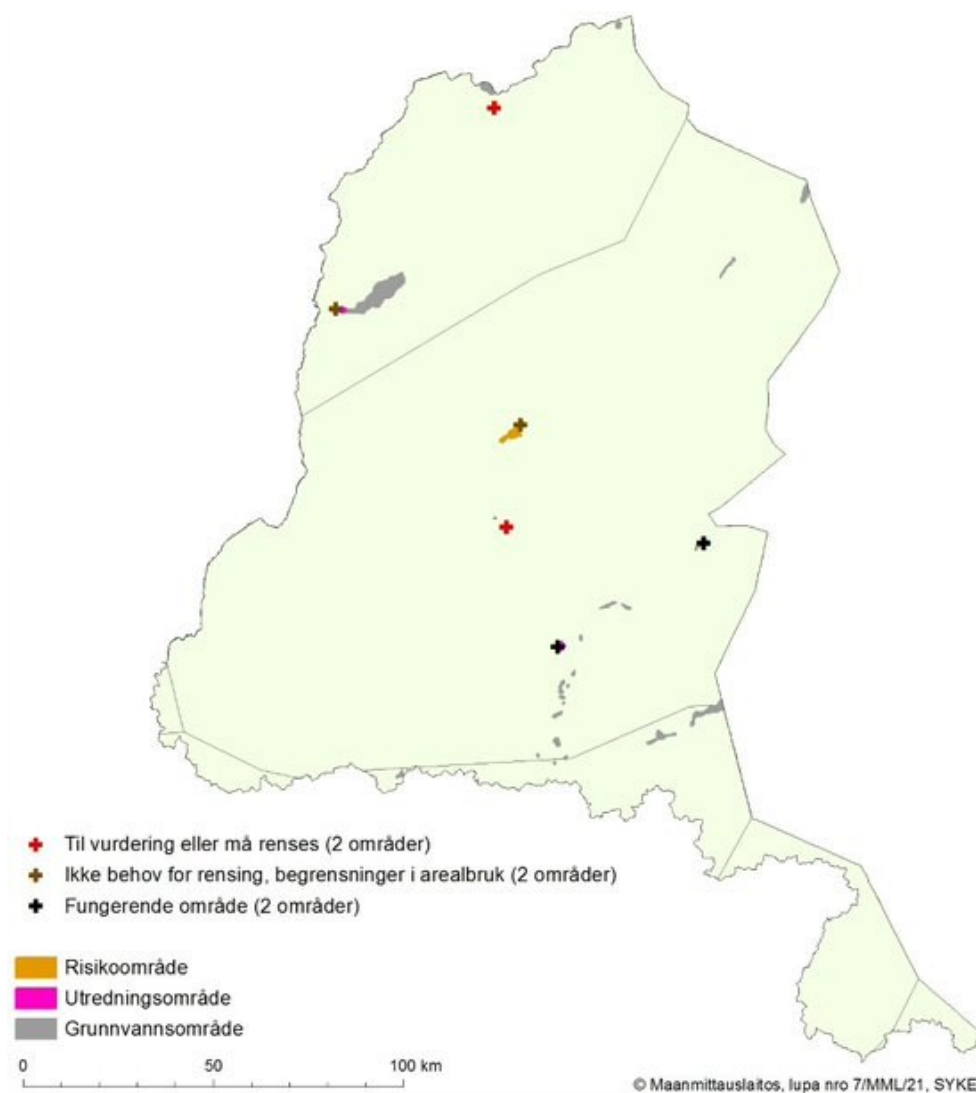 Til vurdering eller må renses (2 områder)
Ikke behov for rensing, begrensninger i arealbruk (2 områder)
Fungerende område (2 områder)
Risikoområde
Utredningsområde
Grunnvannsområde
0 50 100 km
© Maanmittauslaitos, lupa nro 7/MML/21, SYKE